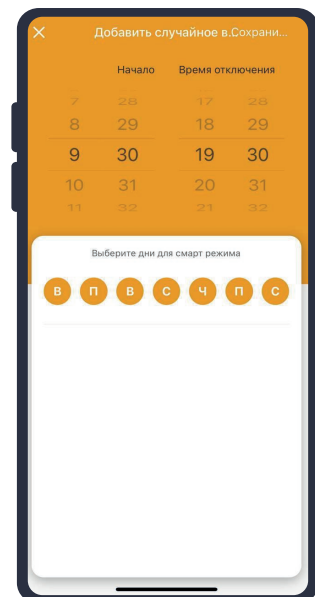 Добавить случайное в.Сохрани...
Начало Время отключения
7 28 17 28
8 29 18 29
9 30 19 30
10 31 20 31
11 32 21 32
Выберите дни для смарт режима
В П В С Ч П С